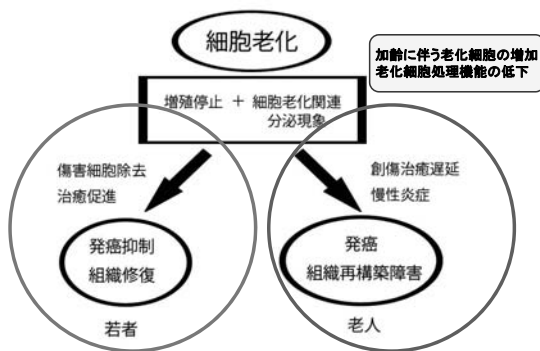 細胞老化
加齢に伴う老化細胞の増加
老化細胞処理機能の低下
増殖停止 + 細胞老化関連
分泌現象
傷害細胞除去
治癒促進
創傷治癒遅延
慢性炎症
発癌抑制
組織修復
発癌
組織再構築障害
若者
老人